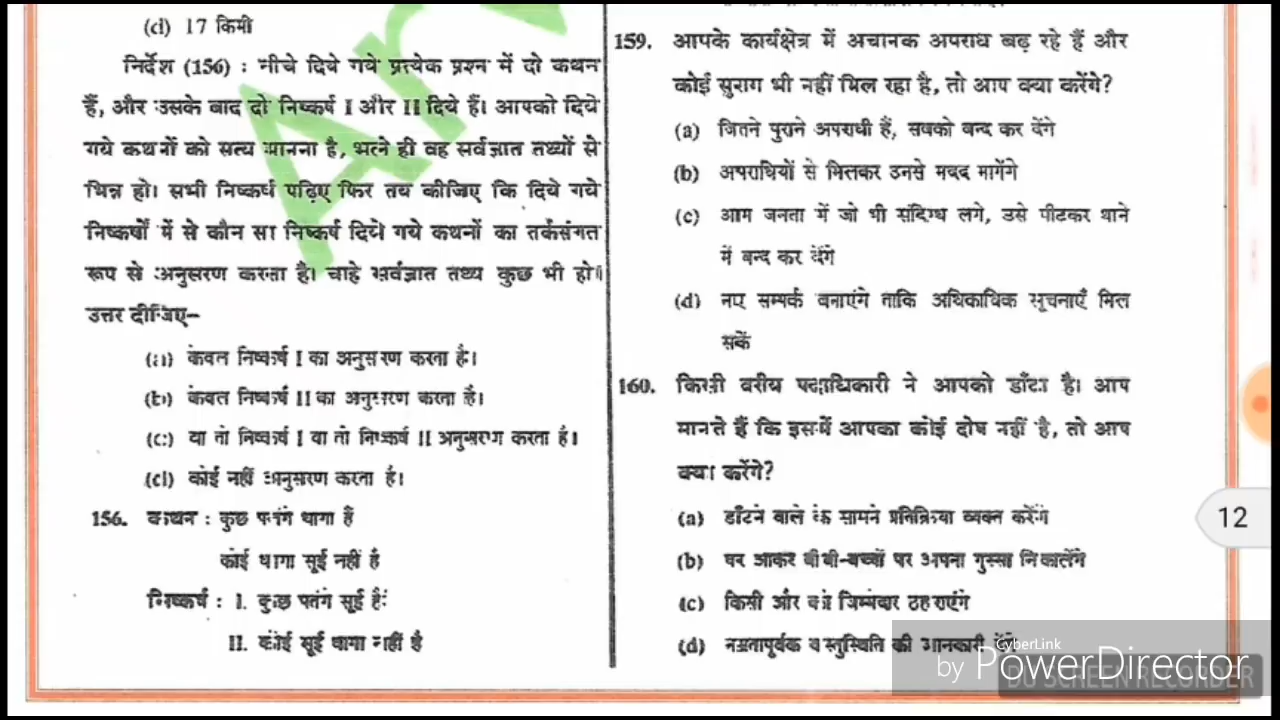 (d) 17 किमी
निर्देश (156) : नीचे दिये गये प्रत्येक प्रश्न में दो कथन
हैं, और उसके बाद दो निष्कर्ष I और II दिये हैं। आपको दिये
गये कथनों को सत्य मानना है, भले ही वह सर्वज्ञात तथ्यों से
भिन्न हो। सभी निष्कर्ष पढ़िए फिर तय कीजिए कि दिये गये
निष्कर्षों में से कौन सा निष्कर्ष दिये गये कथनों का तर्कसंगत
रूप से अनुसरण करता है। चाहे सर्वज्ञात तथ्य कुछ भी हो।
उत्तर दीजिए–
(a) केवल निष्कर्ष I का अनुसरण करता है।
(b) केवल निष्कर्ष II का अनुसरण करता है।
(c) या तो निष्कर्ष I या तो निष्कर्ष II अनुसरण करता है।
(d) कोई नहीं अनुसरण करता है।
156. कथन : कुछ पतंगे धागा हैं
कोई धागा सूई नहीं है
निष्कर्ष : I. कुछ पतंग सूई हैं
II. कोई सूई धागा नहीं है
159. आपके कार्यक्षेत्र में अचानक अपराध बढ़ रहे हैं और
कोई सुराग भी नहीं मिल रहा है, तो आप क्या करेंगे?
(a) जितने पुराने अपराधी हैं, सबको बन्द कर देंगे
(b) अपराधियों से मिलकर उनसे मदद मागेंगे
(c) आम जनता में जो भी संदिग्ध लगे, उसे पीटकर थाने
में बन्द कर देंगे
(d) नए सम्पर्क बनाएंगे ताकि अधिकाधिक सूचनाएँ मिल
सकें
160. किसी वरीय पदाधिकारी ने आपको डाँटा है। आप
मानते हैं कि इसमें आपका कोई दोष नहीं है, तो आप
क्या करेंगे?
(a) डाँटने वाले के सामने प्रतिक्रिया व्यक्त करेंगे
(b) घर आकर बीबी-बच्चों पर अपना गुस्सा निकालेंगे
(c) किसी और को जिम्मेदार ठहराएंगे
(d) नम्रतापूर्वक वस्तुस्थिति की जानकारी देंगे
12
CyberLink
by PowerDirector
DU SCREEN RECORDER